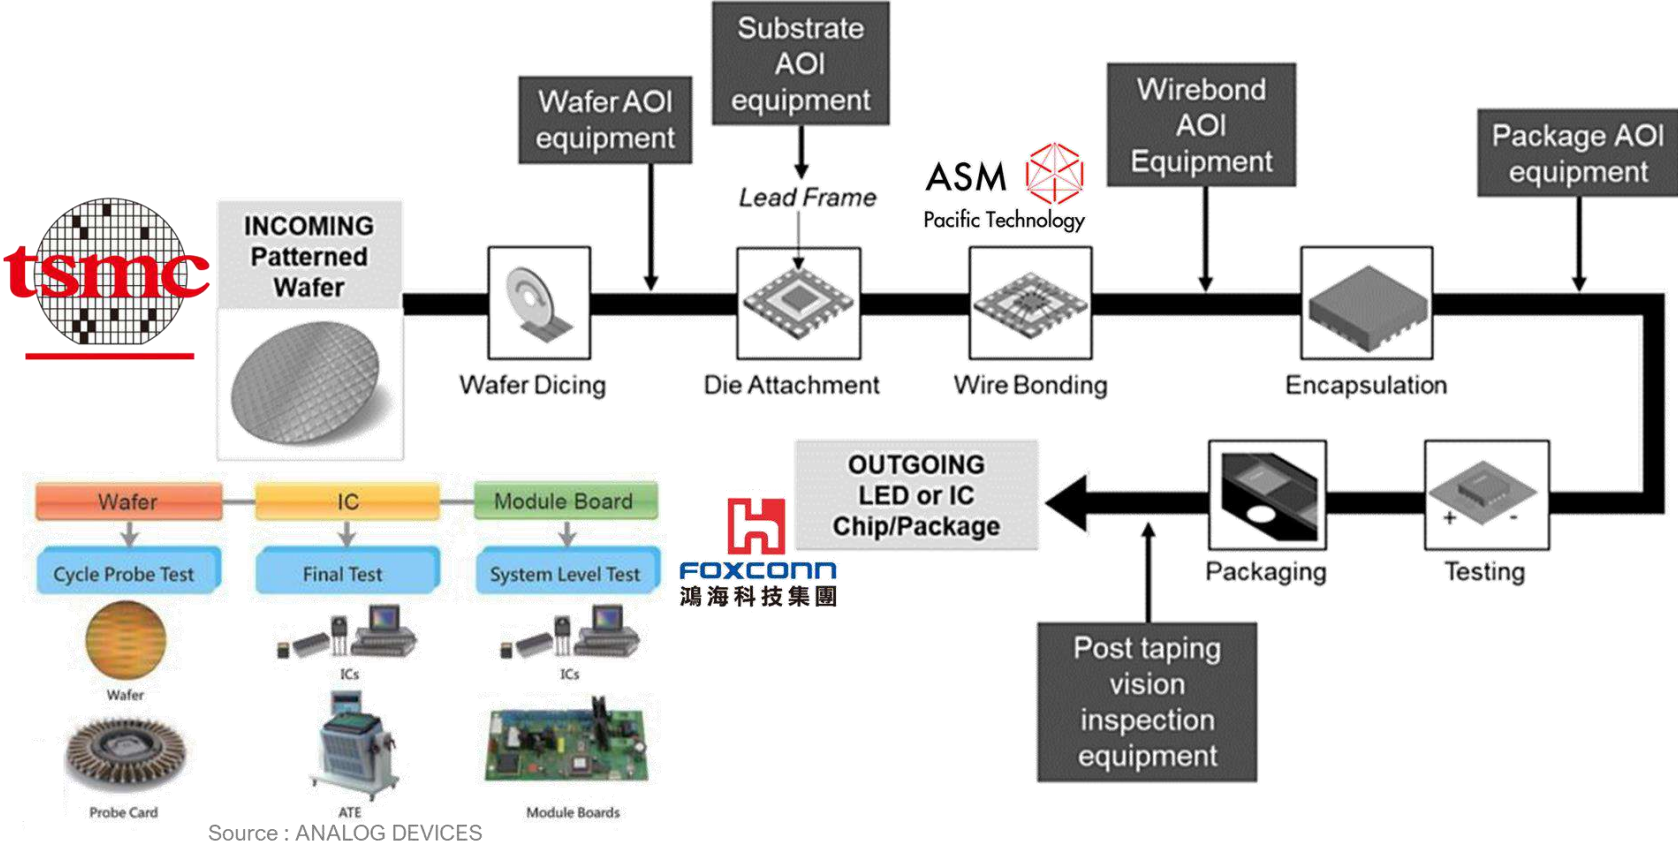 Substrate
AOI
equipment
Wafer AOI
equipment
Wirebond
AOI
Equipment
Package AOI
equipment
Lead Frame
ASM
Pacific Technology
tsmc
INCOMING
Patterned
Wafer
Wafer Dicing
Die Attachment
Wire Bonding
Encapsulation
OUTGOING
LED or IC
Chip/Package
Packaging
+ -
Testing
Post taping
vision
inspection
equipment
FOXCONN
鴻海科技集團
Wafer
IC
Module Board
Cycle Probe Test
Final Test
System Level Test
Wafer
ICs
ICs
Probe Card
ATE
Module Boards
Source : ANALOG DEVICES